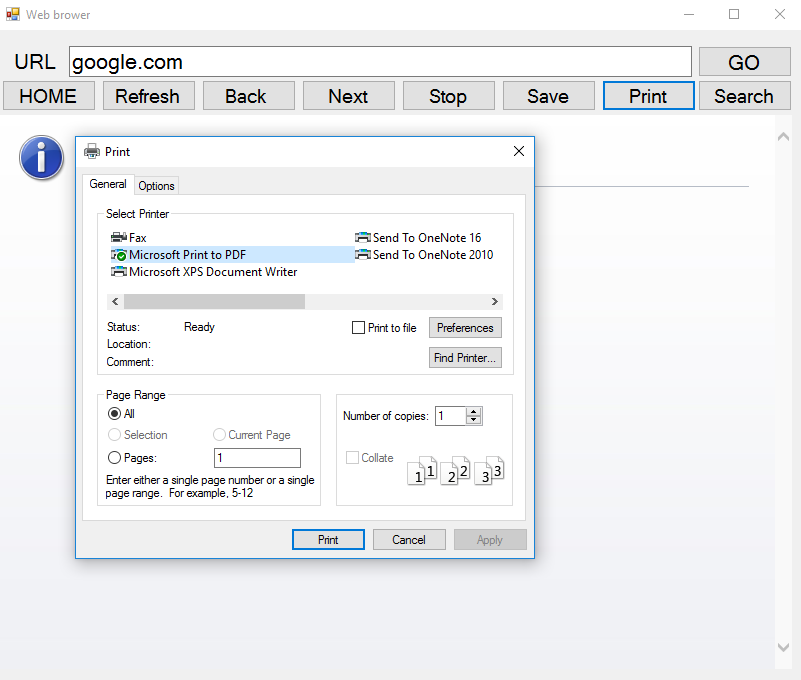 Web brower
URL google.com GO
HOME Refresh Back Next Stop Save Print Search
Print
General Options
Select Printer
Fax Send To OneNote 16
Microsoft Print to PDF Send To OneNote 2010
Microsoft XPS Document Writer
Status: Ready Print to file Preferences
Location:
Comment: Find Printer...
Page Range
All Number of copies: 1
Selection Current Page
Pages: 1 Collate 1 1 2 2 3 3
Enter either a single page number or a single
page range. For example, 5-12
Print Cancel Apply